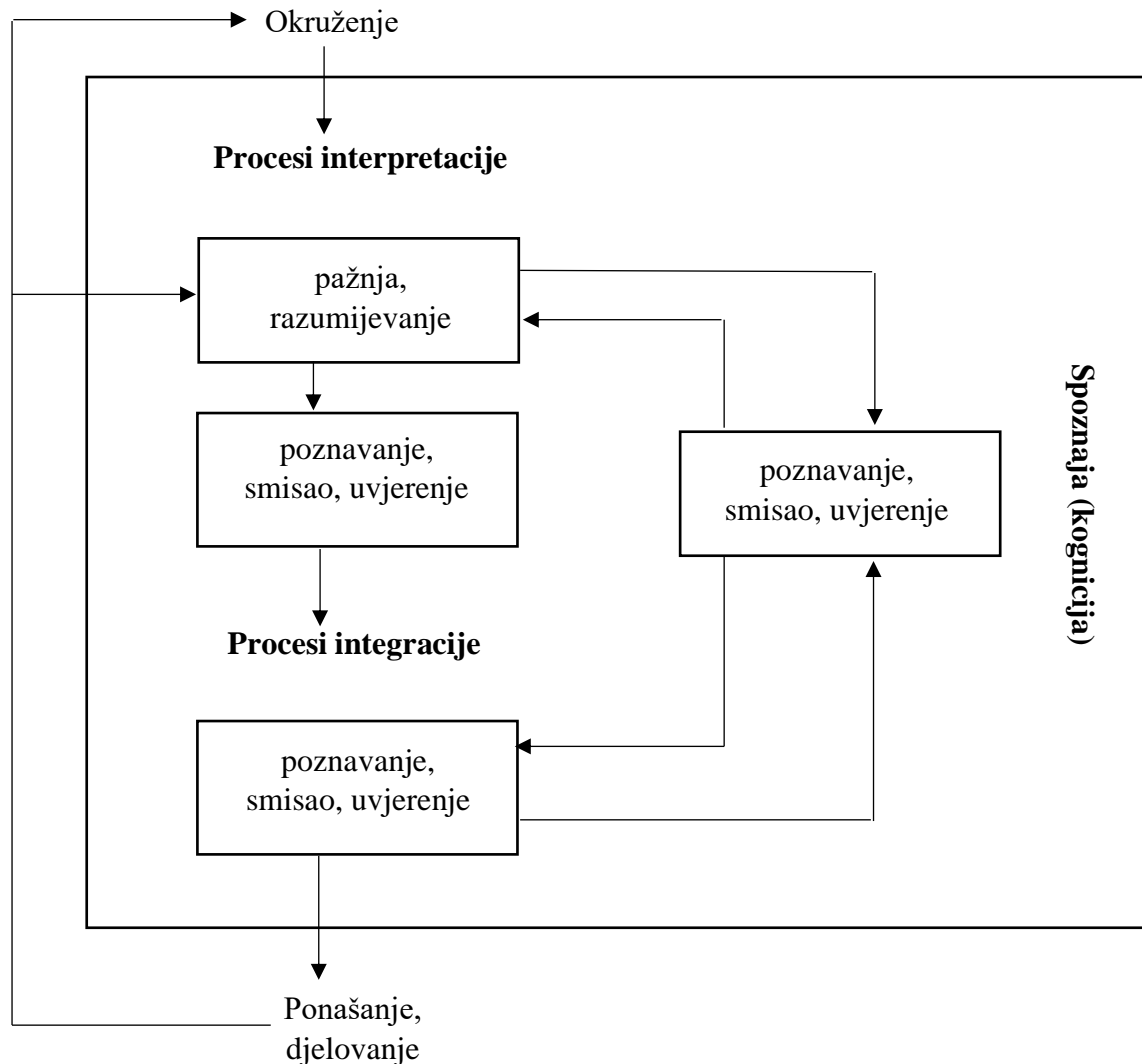 Okruženje
Procesi interpretacije
pažnja,
razumijevanje
poznavanje,
smisao, uvjerenje
poznavanje,
smisao, uvjerenje
Spoznaja (kognicija)
Procesi integracije
poznavanje,
smisao, uvjerenje
Ponašanje,
djelovanje